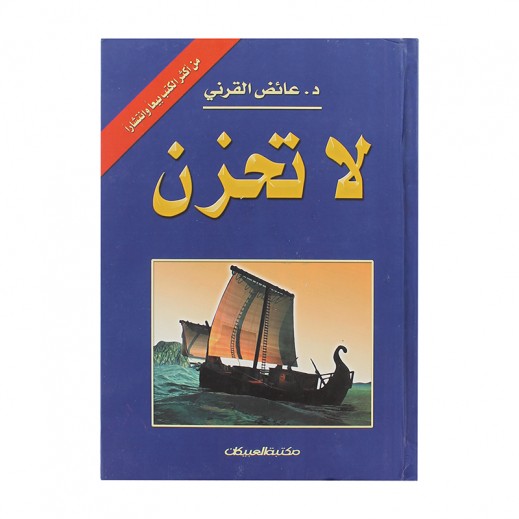 من أكثر الكتب بيعا وانتشارا
د. عائض القرني
لا تحزن
مكتبة العبيكان